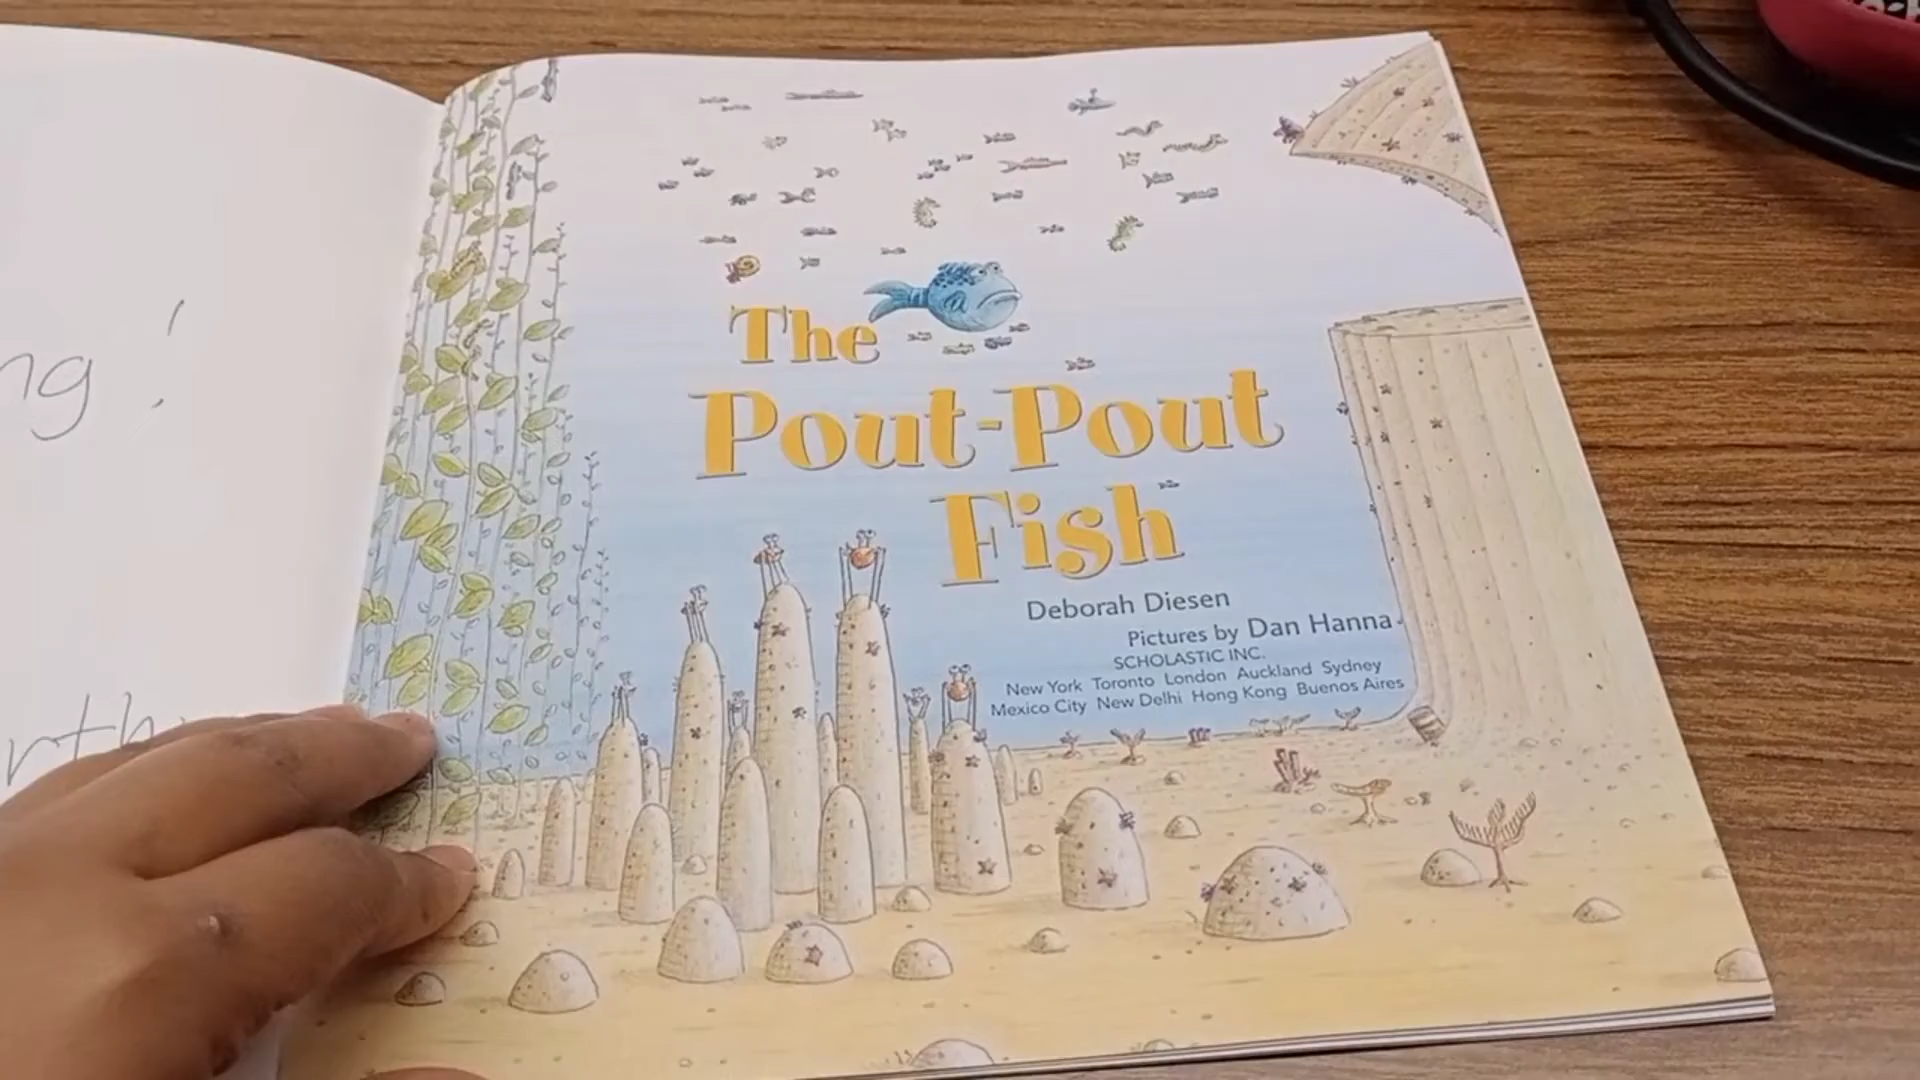 The
Pout-Pout
Fish
Deborah Diesen
Pictures by Dan Hanna
SCHOLASTIC INC.
New York Toronto London Auckland Sydney
Mexico City New Delhi Hong Kong Buenos Aires